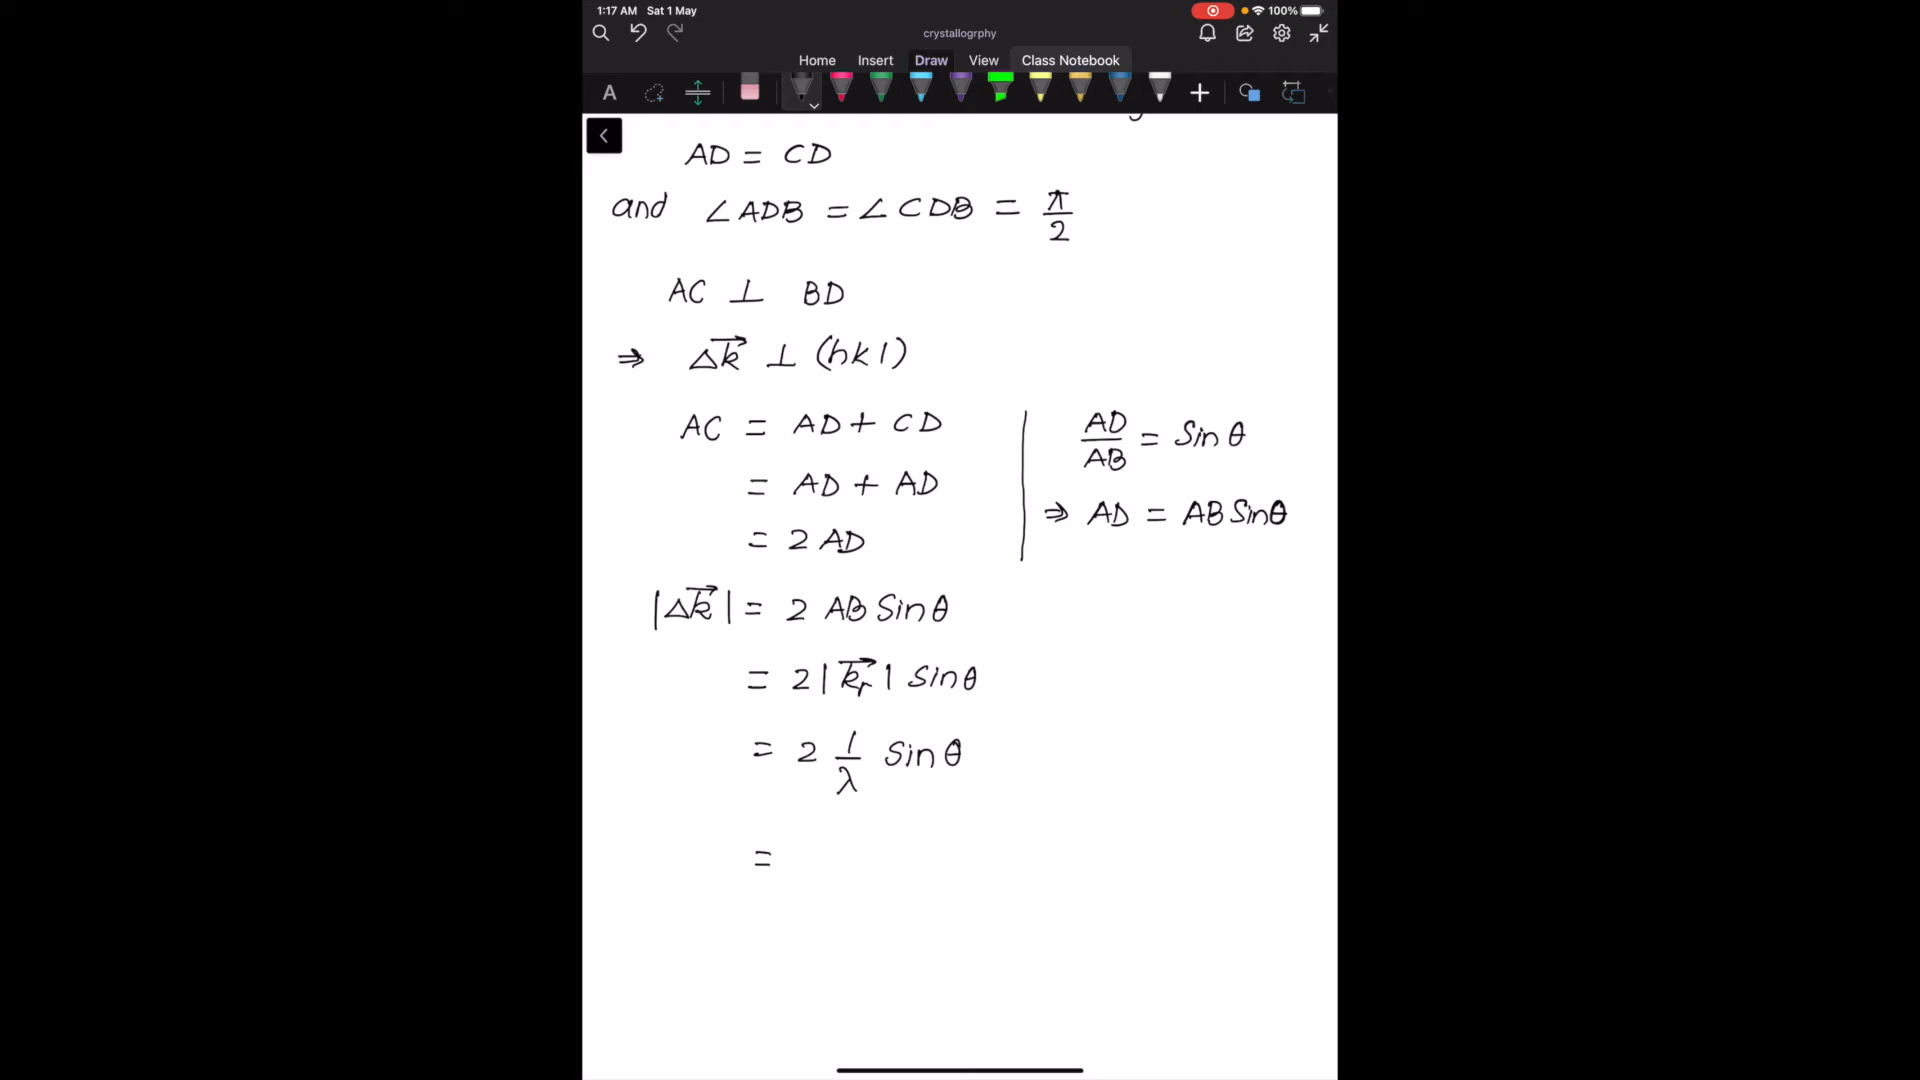 1:17 AM Sat 1 May
100%
crystallogrphy
Home Insert Draw View Class Notebook
A
AD = CD
and ∠ADB = ∠CDB = π/2
AC ⊥ BD
⇒ Δk⃗ ⊥ (hkl)
AC = AD + CD
= AD + AD
= 2 AD
AD/AB = Sin θ
⇒ AD = AB Sinθ
|Δk⃗| = 2 AB Sin θ
= 2|k⃗r| Sinθ
= 2 1/λ Sin θ
=